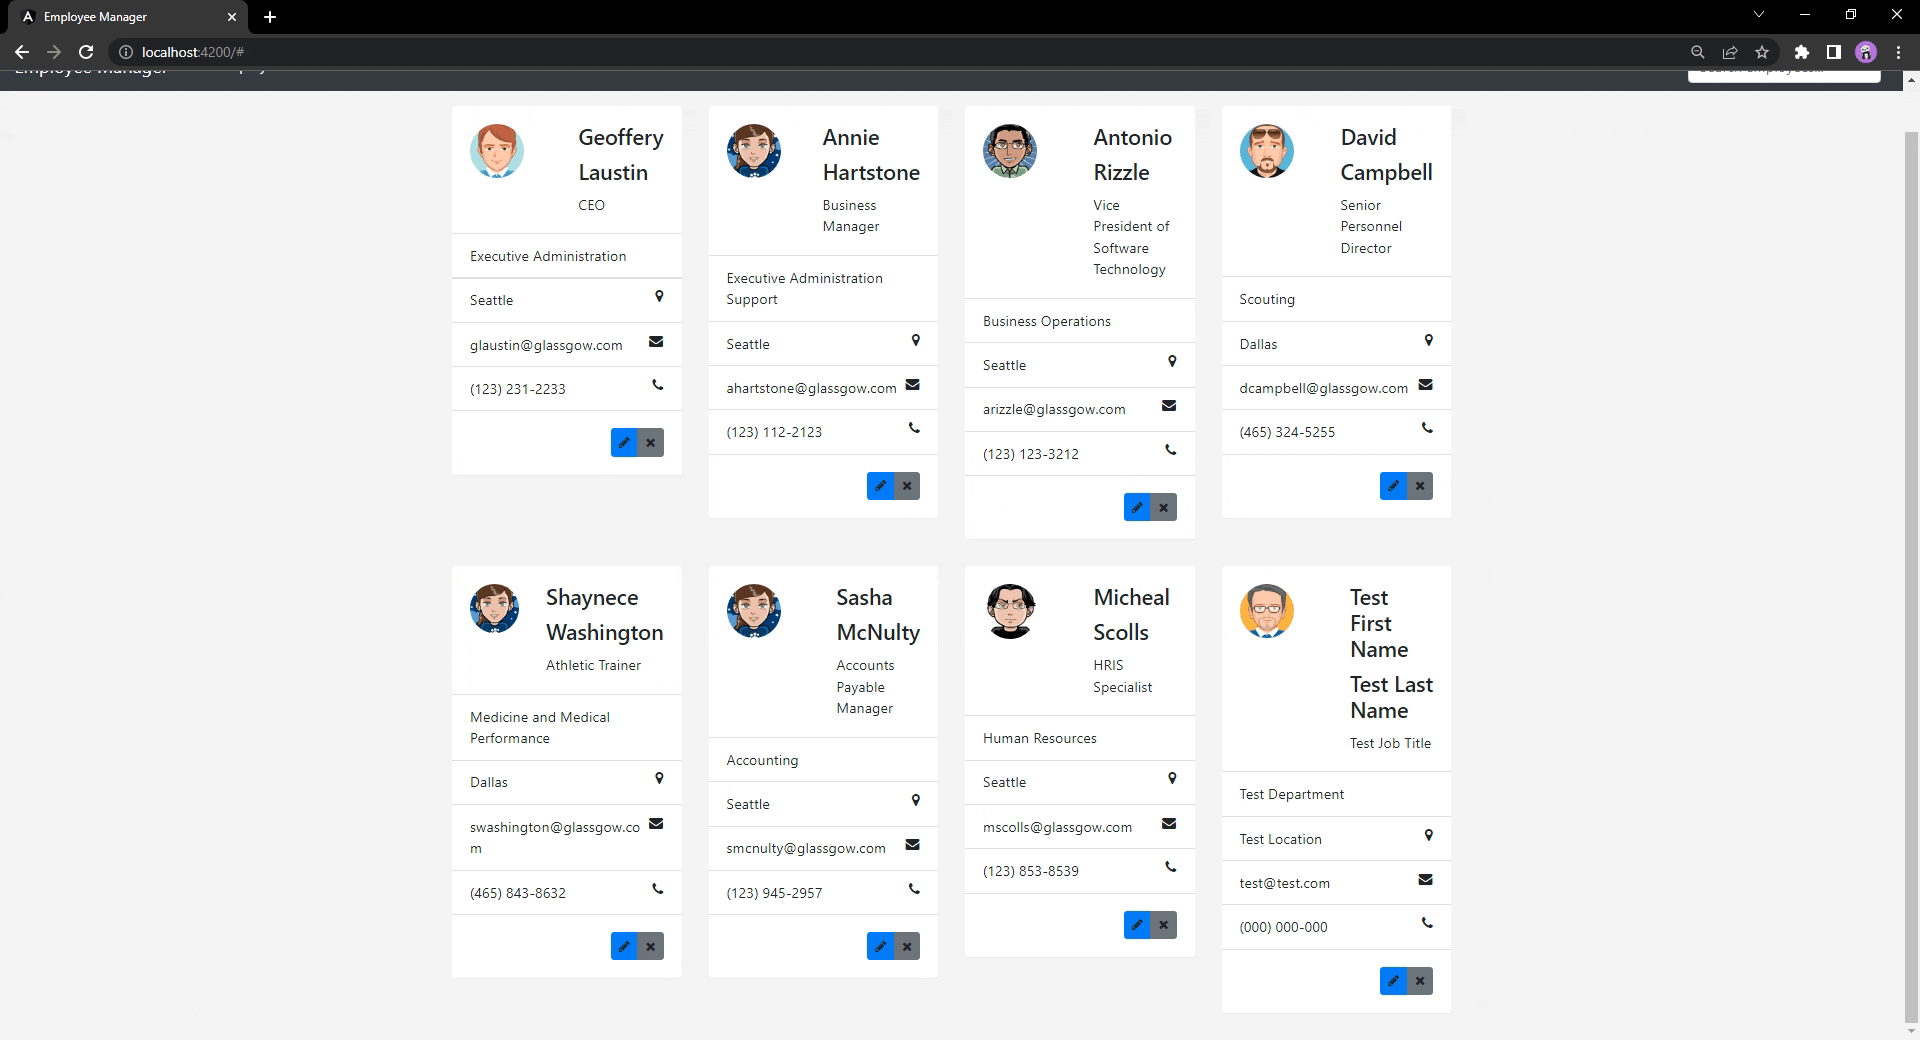 Employee Manager
localhost:4200/#
Employee Manager
Geoffery
Laustin
CEO
Executive Administration
Seattle
glaustin@glassgow.com
(123) 231-2233
Annie
Hartstone
Business
Manager
Executive Administration
Support
Seattle
ahartstone@glassgow.com
(123) 112-2123
Antonio
Rizzle
Vice
President of
Software
Technology
Business Operations
Seattle
arizzle@glassgow.com
(123) 123-3212
David
Campbell
Senior
Personnel
Director
Scouting
Dallas
dcampbell@glassgow.com
(465) 324-5255
Shaynece
Washington
Athletic Trainer
Medicine and Medical
Performance
Dallas
swashington@glassgow.co
m
(465) 843-8632
Sasha
McNulty
Accounts
Payable
Manager
Accounting
Seattle
smcnulty@glassgow.com
(123) 945-2957
Micheal
Scolls
HRIS
Specialist
Human Resources
Seattle
mscolls@glassgow.com
(123) 853-8539
Test
First
Name
Test Last
Name
Test Job Title
Test Department
Test Location
test@test.com
(000) 000-000